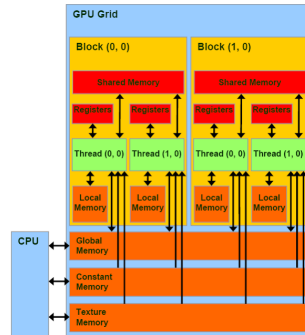 GPU Grid
Block (0, 0)
Block (1, 0)
Shared Memory
Shared Memory
Registers
Registers
Registers
Registers
Thread (0, 0)
Thread (1, 0)
Thread (0, 0)
Thread (1, 0)
Local
Memory
Local
Memory
Local
Memory
Local
Memory
CPU
Global
Memory
Constant
Memory
Texture
Memory